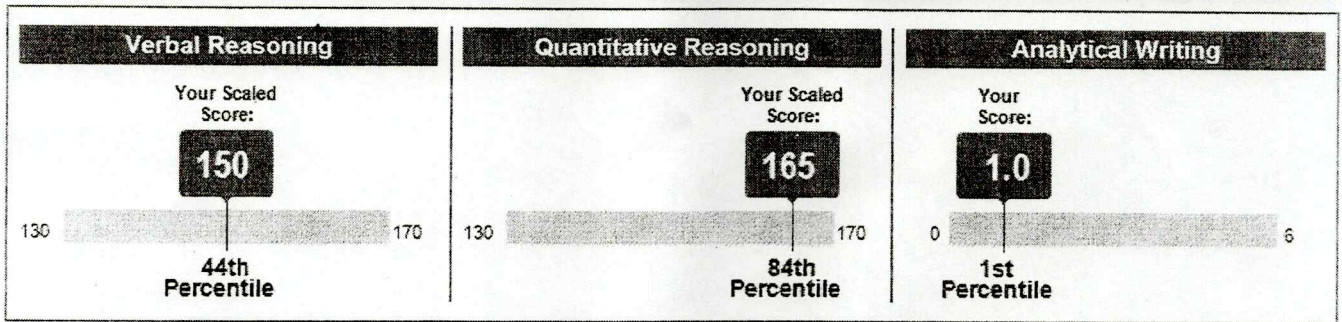 Verbal Reasoning
Your Scaled
Score:
150
130
170
44th
Percentile
Quantitative Reasoning
Your Scaled
Score:
165
130
170
84th
Percentile
Analytical Writing
Your
Score:
1.0
0
6
1st
Percentile